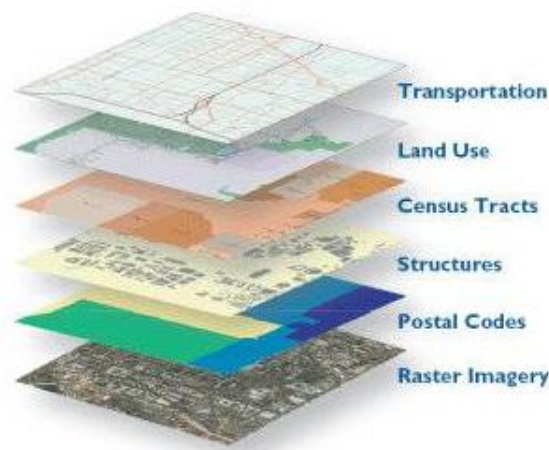 Transportation
Land Use
Census Tracts
Structures
Postal Codes
Raster Imagery